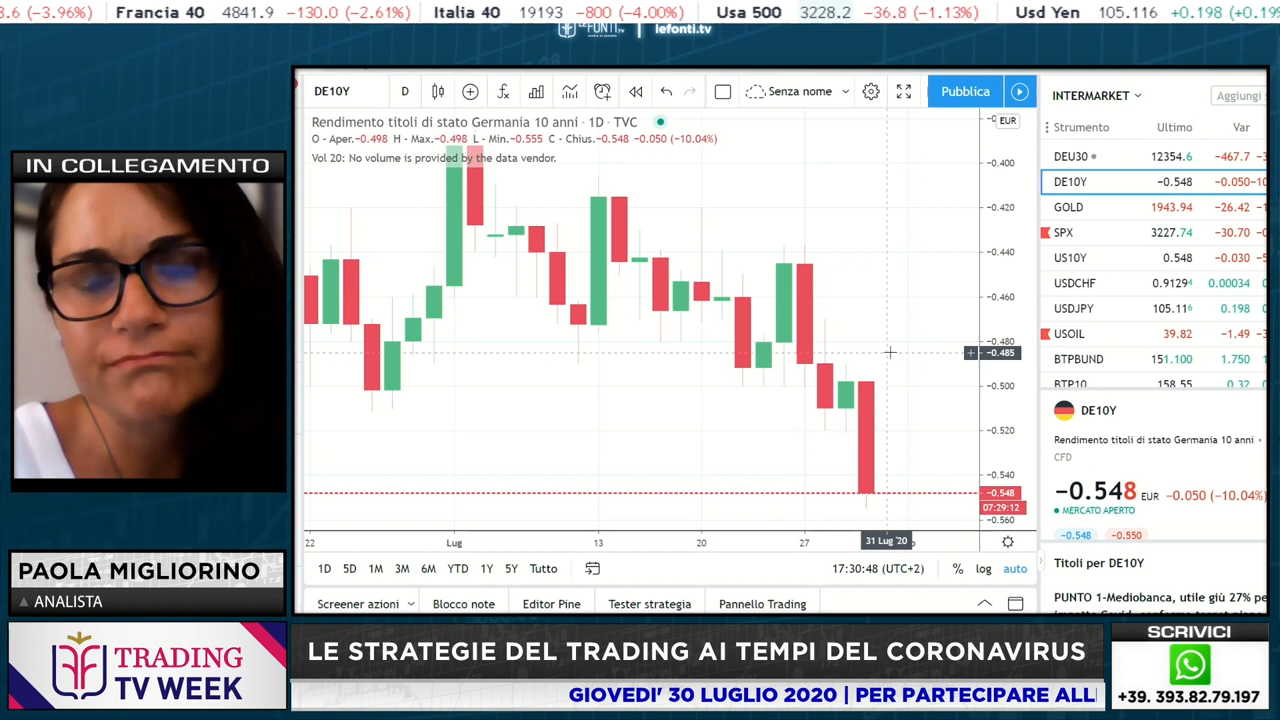 8.6 (−3.96%) Francia 40 4841.9 −130.0 (−2.61%) Italia 40 19193 −800 (−4.00%) Usa 500 3228.2 −36.8 (−1.13%) Usd Yen 105.116 +0.198 (+0.19
LE FONTI.TV | lefonti.tv
IN COLLEGAMENTO
PAOLA MIGLIORINO
ANALISTA
TRADING
TV WEEK
DE10Y D Senza nome Pubblica
Rendimento titoli di stato Germania 10 anni · 1D · TVC
O - Aper.−0.498 H - Max.−0.498 L - Min.−0.555 C - Chius.−0.548 −0.050 (−10.04%)
Vol 20: No volume is provided by the data vendor.
EUR
−0.400
−0.420
−0.440
−0.460
−0.480
−0.485
−0.500
−0.520
−0.540
−0.548
07:29:12
−0.560
22 Lug 13 20 27 31 Lug '20
1D 5D 1M 3M 6M YTD 1Y 5Y Tutto 17:30:48 (UTC+2) % log auto
Screener azioni Blocco note Editor Pine Tester strategia Pannello Trading
INTERMARKET Aggiungi
Strumento Ultimo Var
DEU30 12354.6 −467.7
DE10Y −0.548 −0.050 −10
GOLD 1943.94 −26.42
SPX 3227.74 −30.70
US10Y 0.548 −0.030
USDCHF 0.91294 0.00034
USDJPY 105.116 0.198
USOIL 39.82 −1.49
BTPBUND 151.100 1.750
BTP10 158.55 0.32
DE10Y
Rendimento titoli di stato Germania 10 anni
CFD
−0.548 EUR −0.050 (−10.04%)
MERCATO APERTO
−0.548 −0.550
Titoli per DE10Y
PUNTO 1-Mediobanca, utile giù 27% pe
LE STRATEGIE DEL TRADING AI TEMPI DEL CORONAVIRUS
GIOVEDI' 30 LUGLIO 2020 | PER PARTECIPARE ALL
SCRIVICI
+39. 393.82.79.197